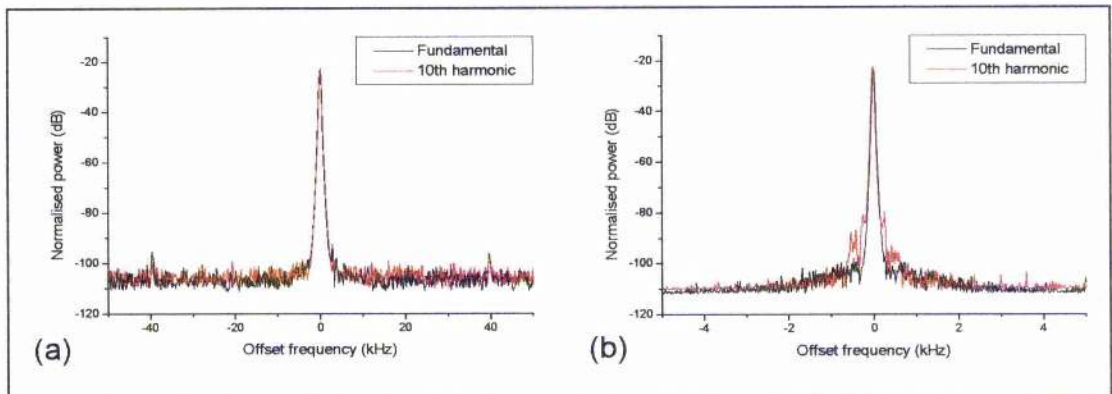 Fundamental
10th harmonic
-20
-40
-60
-80
-100
-120
Normalised power (dB)
-40
-20
0
20
40
Offset frequency (kHz)
(a)
Fundamental
10th harmonic
-20
-40
-60
-80
-100
-120
Normalised power (dB)
-4
-2
0
2
4
Offset frequency (kHz)
(b)